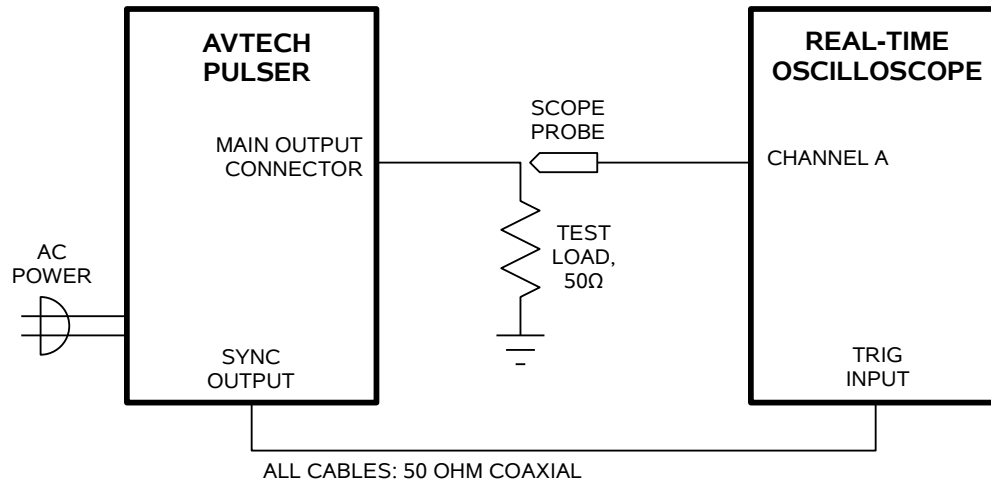 AVTECH
PULSER
REAL-TIME
OSCILLOSCOPE
SCOPE
PROBE
MAIN OUTPUT
CONNECTOR
CHANNEL A
TEST
LOAD,
50Ω
AC
POWER
SYNC
OUTPUT
TRIG
INPUT
ALL CABLES: 50 OHM COAXIAL